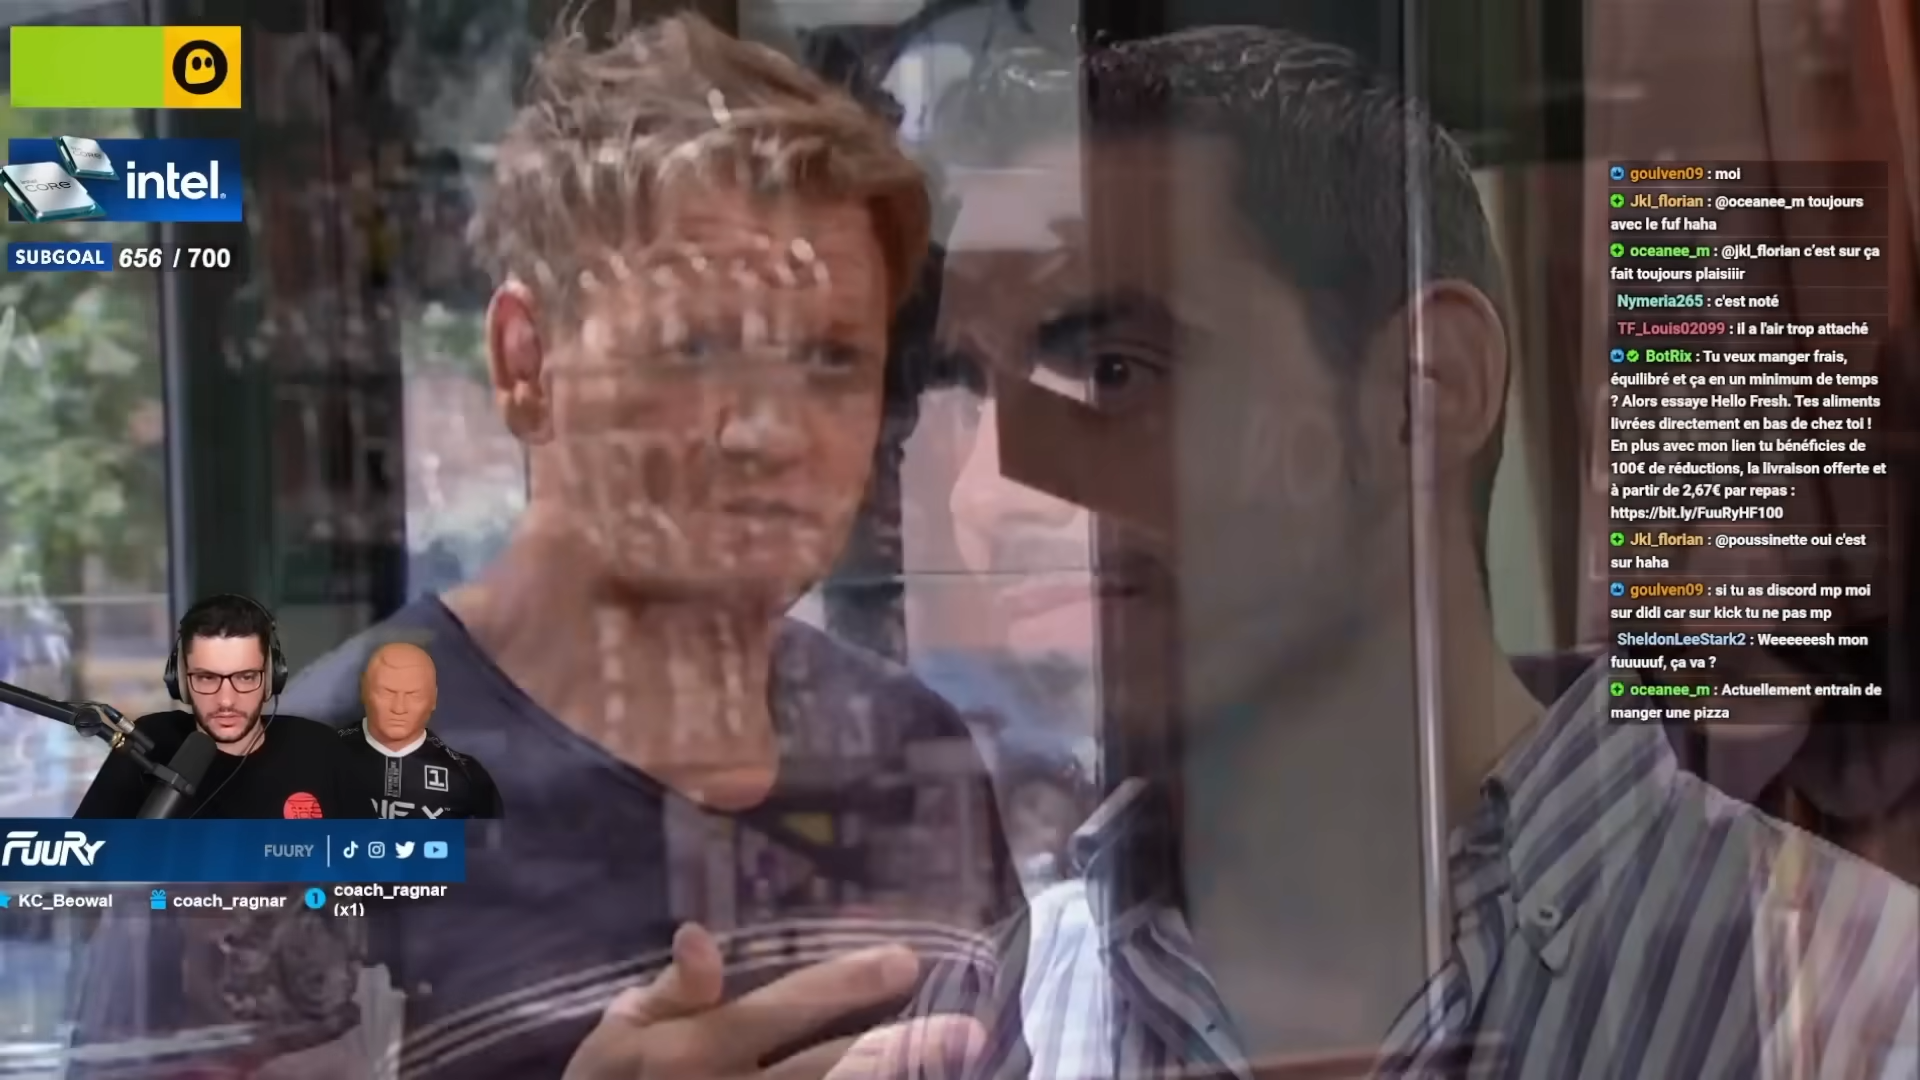 intel.
CORE
SUBGOAL 656 / 700
goulven09 : moi
Jkl_florian : @oceanee_m toujours
avec le fuf haha
oceanee_m : @jkl_florian c'est sur ça
fait toujours plaisiiir
Nymeria265 : c'est noté
TF_Louis02099 : il a l'air trop attaché
BotRix : Tu veux manger frais,
équilibré et ça en un minimum de temps
? Alors essaye Hello Fresh. Tes aliments
livrées directement en bas de chez toi !
En plus avec mon lien tu bénéficies de
100€ de réductions, la livraison offerte et
à partir de 2,67€ par repas :
https://bit.ly/FuuRyHF100
Jkl_florian : @poussinette oui c'est
sur haha
goulven09 : si tu as discord mp moi
sur didi car sur kick tu ne pas mp
SheldonLeeStark2 : Weeeeeesh mon
fuuuuuf, ça va ?
oceanee_m : Actuellement entrain de
manger une pizza
1
FUURY
FUURY
KC_Beowal
coach_ragnar
1 coach_ragnar
(x1)